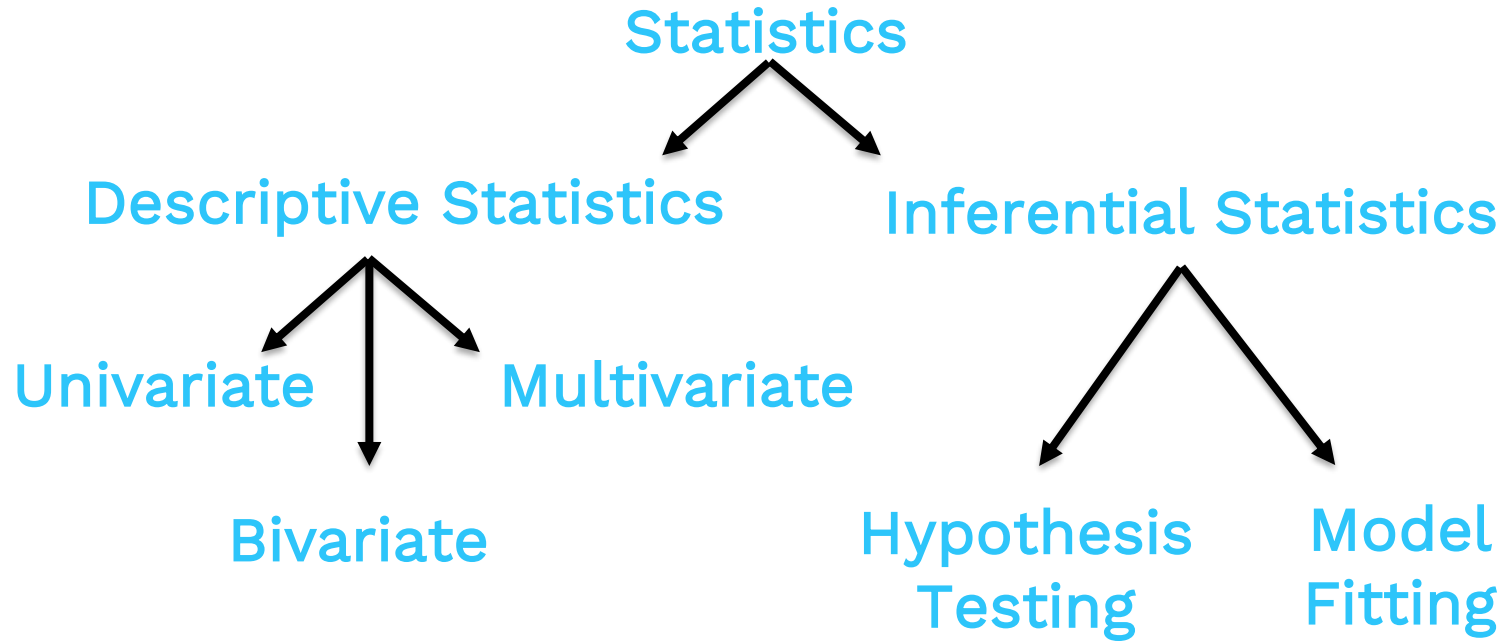 Statistics
Descriptive Statistics
Inferential Statistics
Univariate
Multivariate
Bivariate
Hypothesis
Testing
Model
Fitting